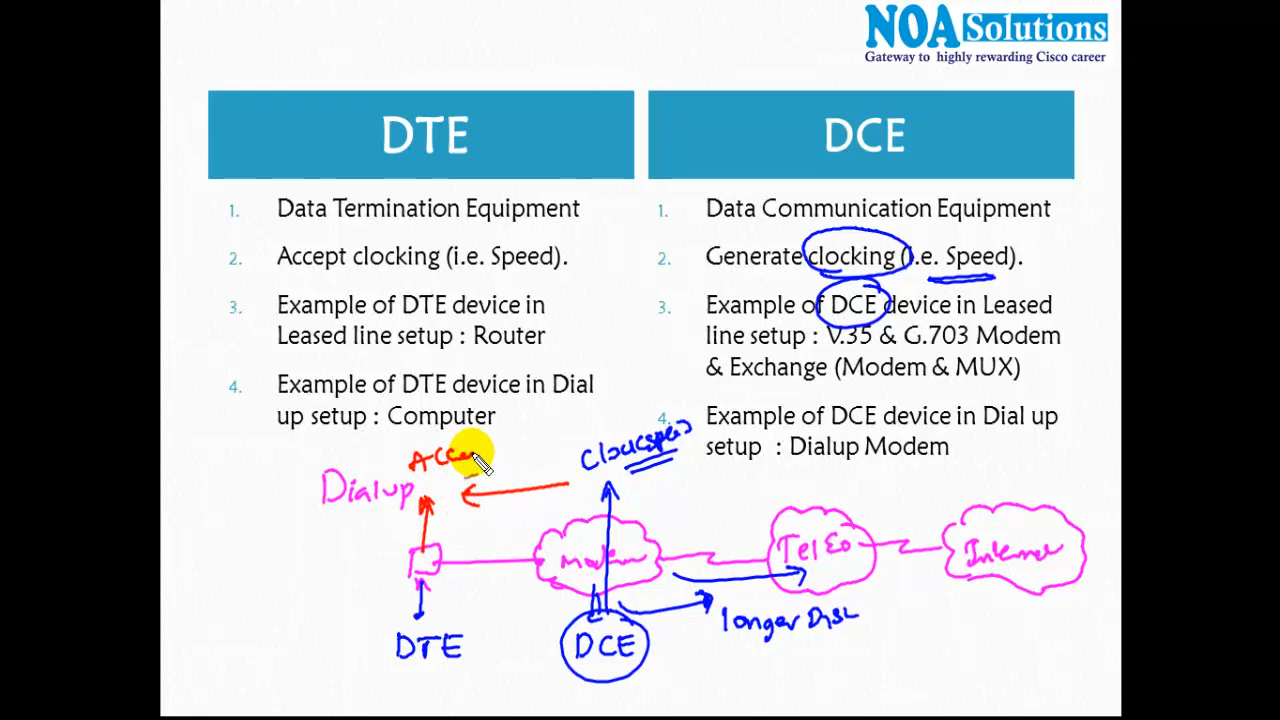 NOA Solutions
Gateway to highly rewarding Cisco career
DTE
1. Data Termination Equipment
2. Accept clocking (i.e. Speed).
3. Example of DTE device in
Leased line setup : Router
4. Example of DTE device in Dial
up setup : Computer
DCE
1. Data Communication Equipment
2. Generate clocking (i.e. Speed).
3. Example of DCE device in Leased
line setup : V.35 & G.703 Modem
& Exchange (Modem & MUX)
4. Example of DCE device in Dial up
setup : Dialup Modem
Acce
Clockspeed
Dialup
Modem
TelCo
Internet
longer Dist
DTE
DCE